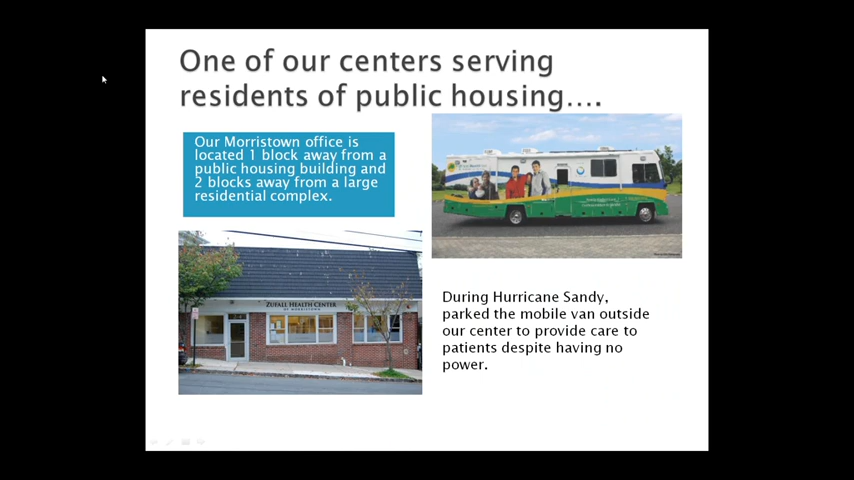 One of our centers serving
residents of public housing….
Our Morristown office is
located 1 block away from a
public housing building and
2 blocks away from a large
residential complex.
ZUFALL HEALTH CENTER
OF MORRISTOWN
During Hurricane Sandy,
parked the mobile van outside
our center to provide care to
patients despite having no
power.